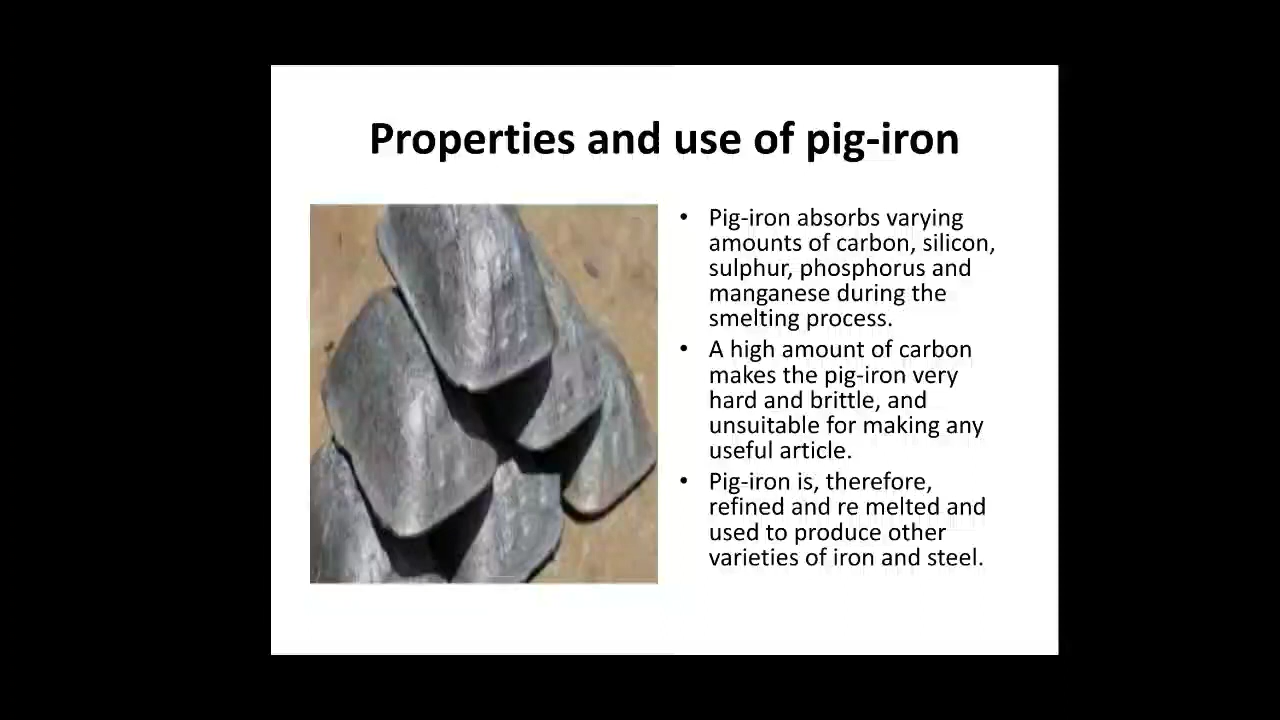 Properties and use of pig-iron
• Pig-iron absorbs varying
amounts of carbon, silicon,
sulphur, phosphorus and
manganese during the
smelting process.
• A high amount of carbon
makes the pig-iron very
hard and brittle, and
unsuitable for making any
useful article.
• Pig-iron is, therefore,
refined and re melted and
used to produce other
varieties of iron and steel.